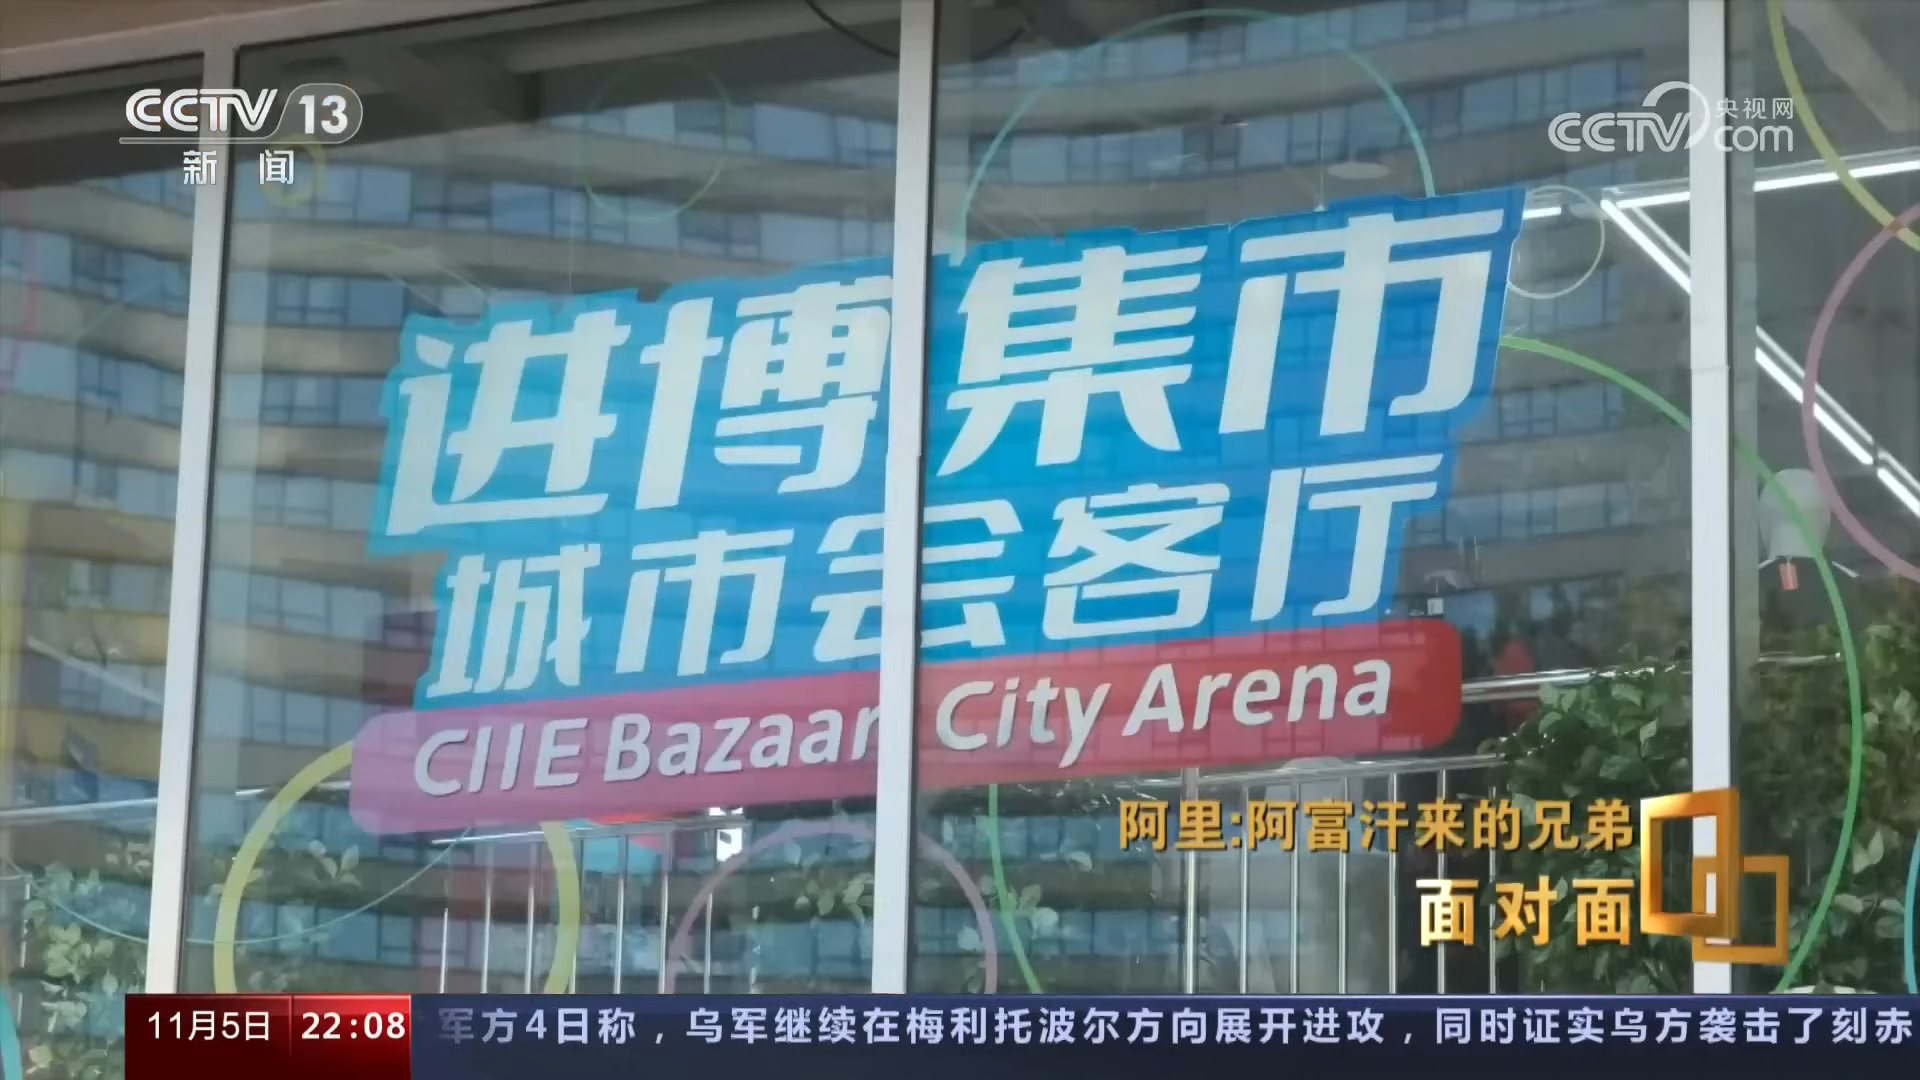 CCTV 13
新闻
央视网
CCTV.com
进博集市
城市会客厅
CIIE Bazaar City Arena
阿里:阿富汗来的兄弟
面对面
11月5日 22:08 军方4日称，乌军继续在梅利托波尔方向展开进攻，同时证实乌方袭击了刻赤